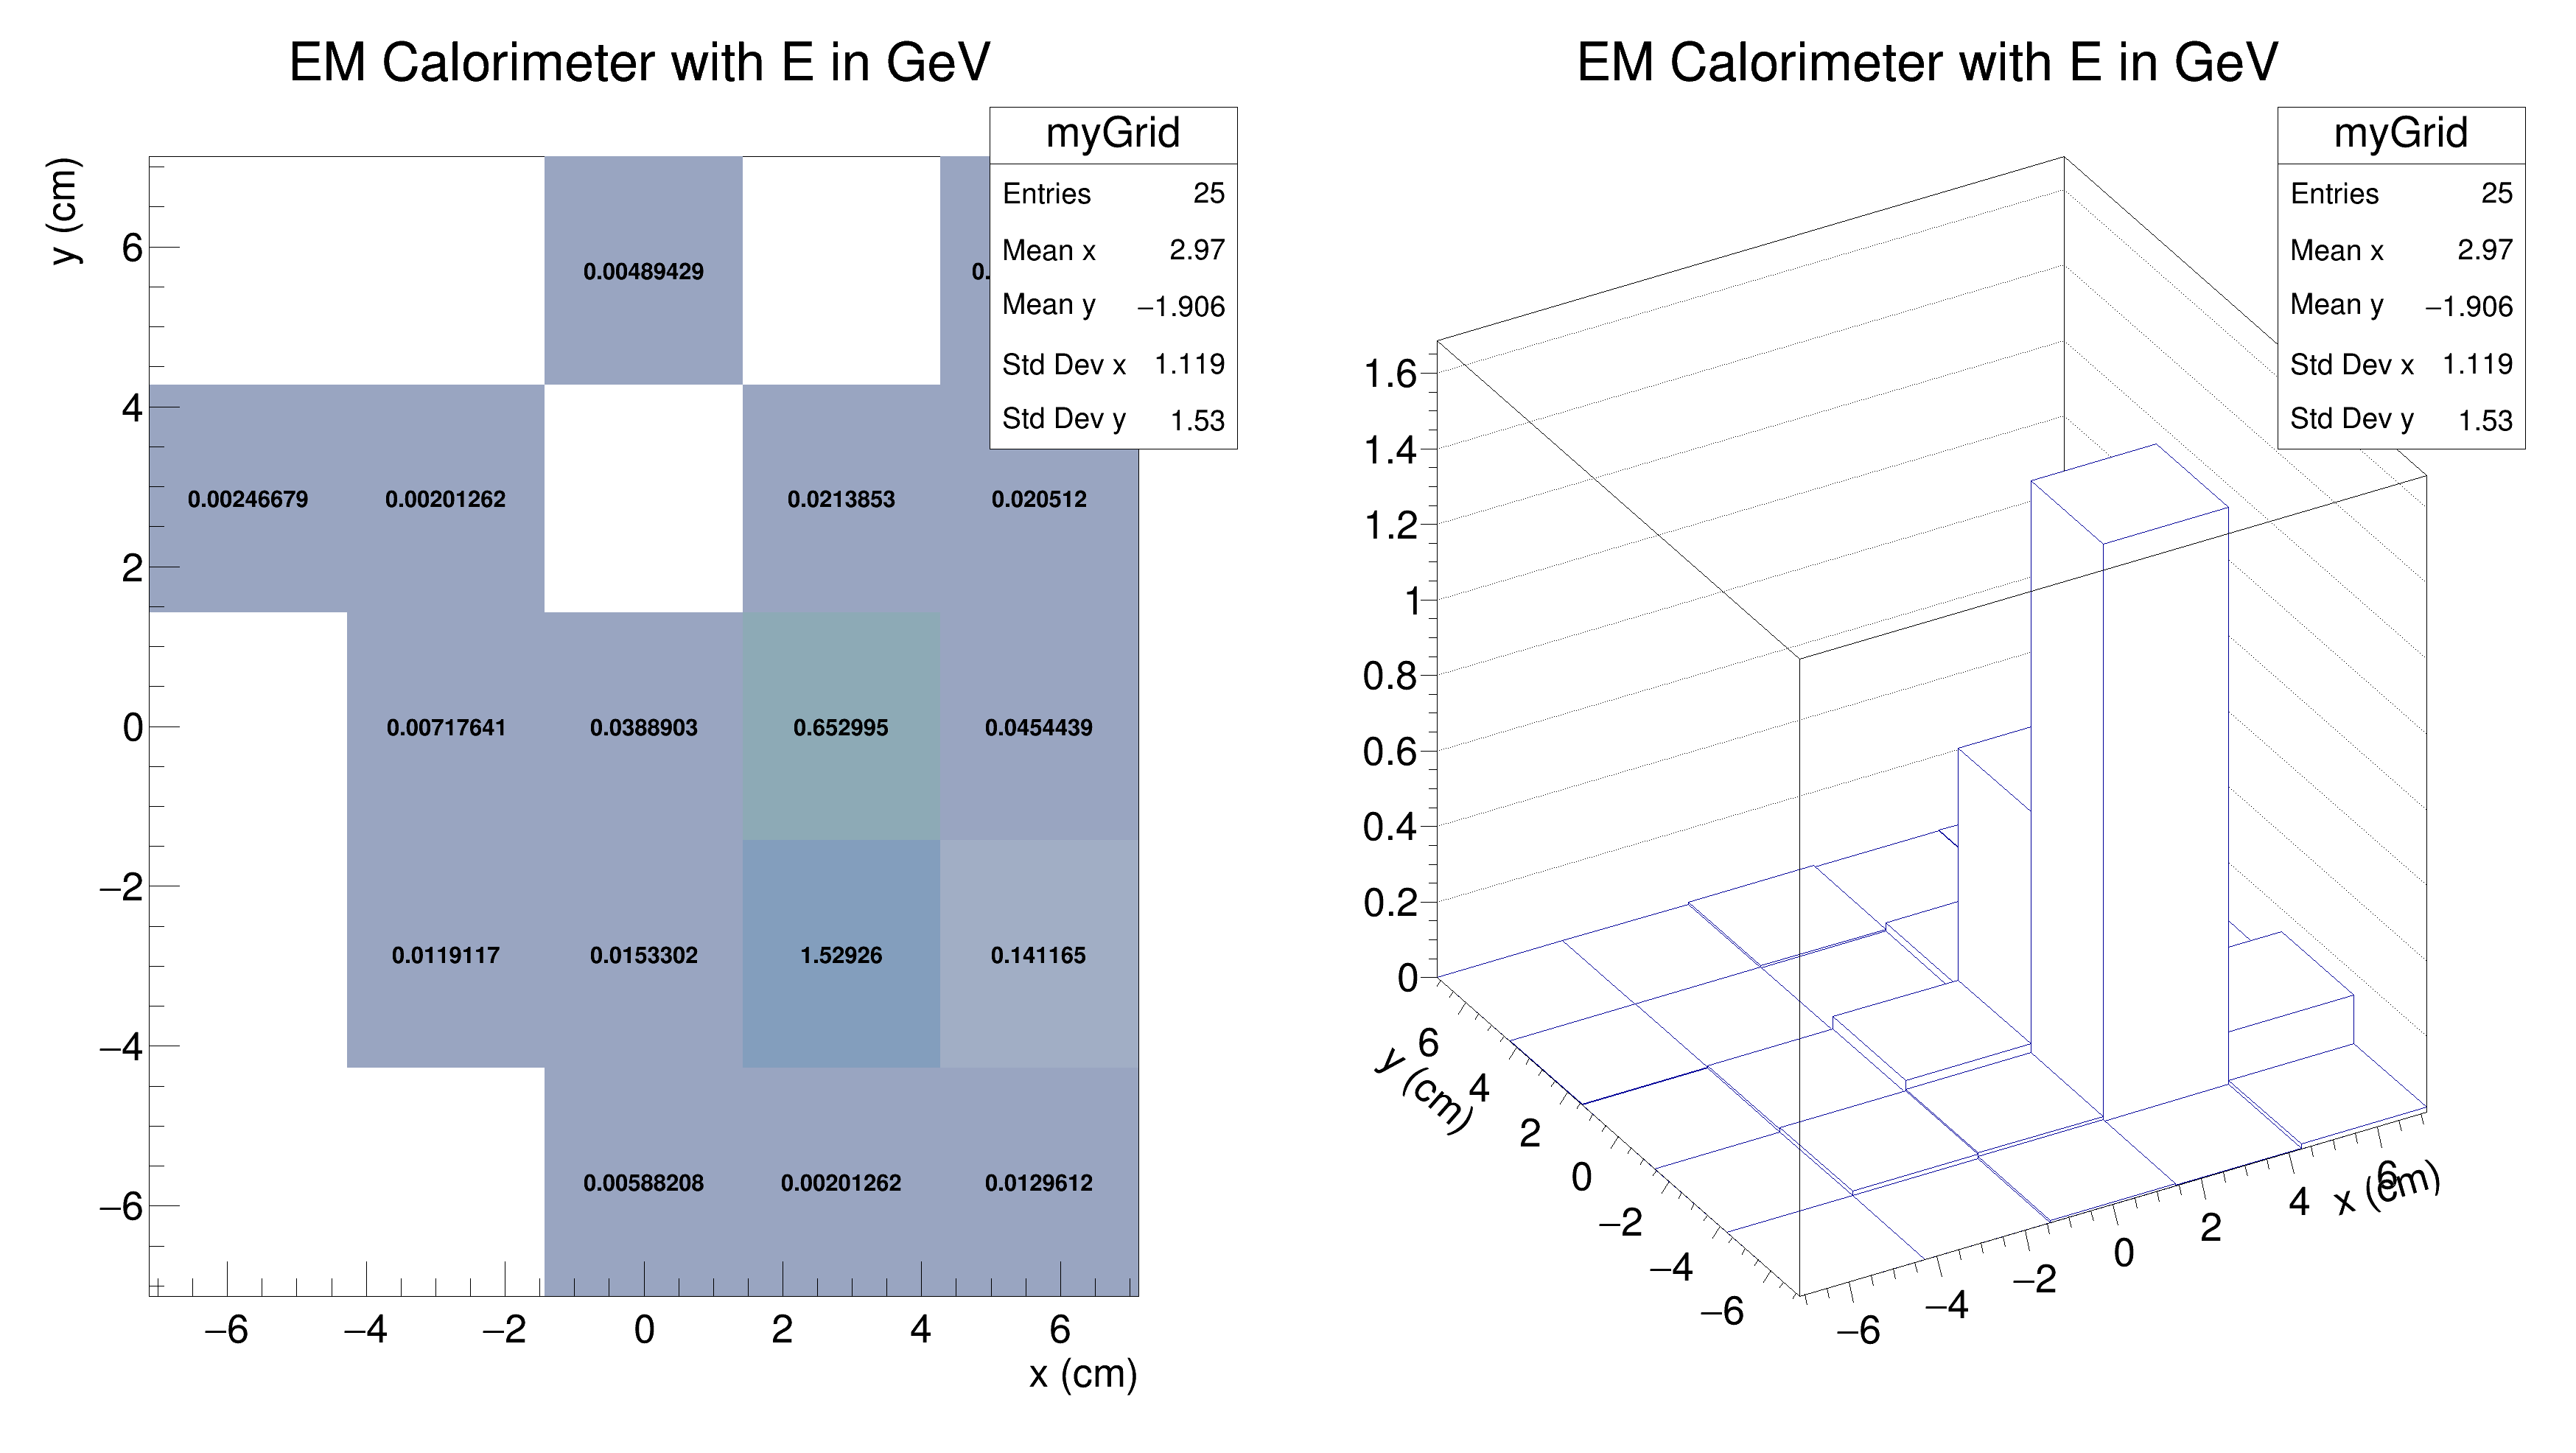 EM Calorimeter with E in GeV
myGrid
Entries 25
Mean x 2.97
Mean y −1.906
Std Dev x 1.119
Std Dev y 1.53
y (cm)
6
4
2
0
−2
−4
−6
0.00489429
0.
0.00246679 0.00201262 0.0213853 0.020512
0.00717641 0.0388903 0.652995 0.0454439
0.0119117 0.0153302 1.52926 0.141165
0.00588208 0.00201262 0.0129612
−6 −4 −2 0 2 4 6
x (cm)
EM Calorimeter with E in GeV
myGrid
Entries 25
Mean x 2.97
Mean y −1.906
Std Dev x 1.119
Std Dev y 1.53
1.6
1.4
1.2
1
0.8
0.6
0.4
0.2
0
y (cm)
6
4
2
0
−2
−4
−6
−6 −4 −2 0 2 4 6
x (cm)